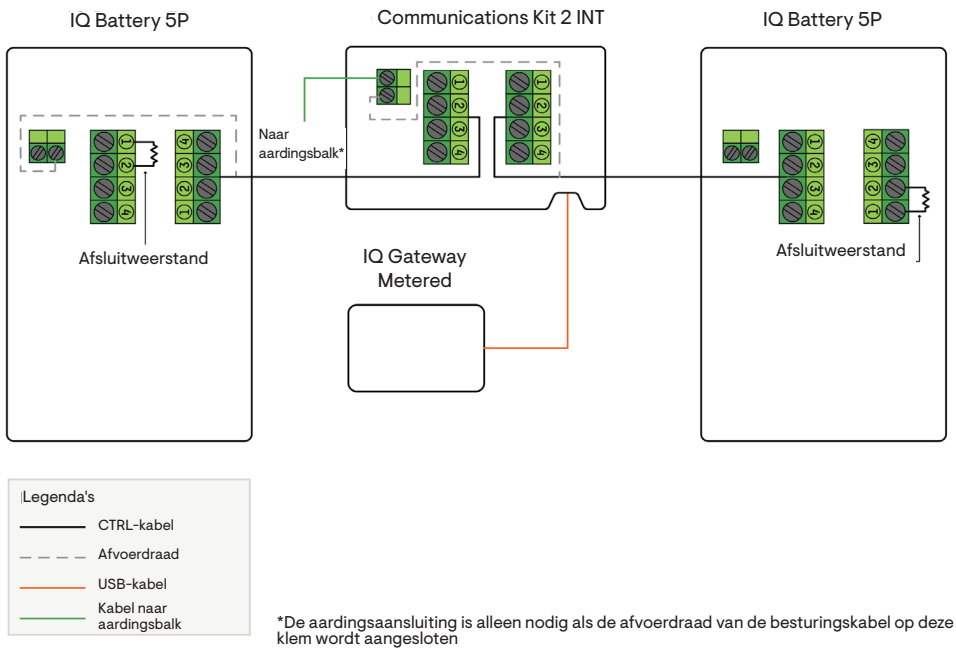 IQ Battery 5P
Communications Kit 2 INT
IQ Battery 5P
1
2
3
4
4
3
2
1
Afsluitweerstand
Naar
aardingsbalk*
1
2
3
4
1
2
3
4
1
2
3
4
4
3
2
1
Afsluitweerstand
IQ Gateway
Metered
Legenda's
CTRL-kabel
Afvoerdraad
USB-kabel
Kabel naar
aardingsbalk
*De aardingsaansluiting is alleen nodig als de afvoerdraad van de besturingskabel op deze
klem wordt aangesloten